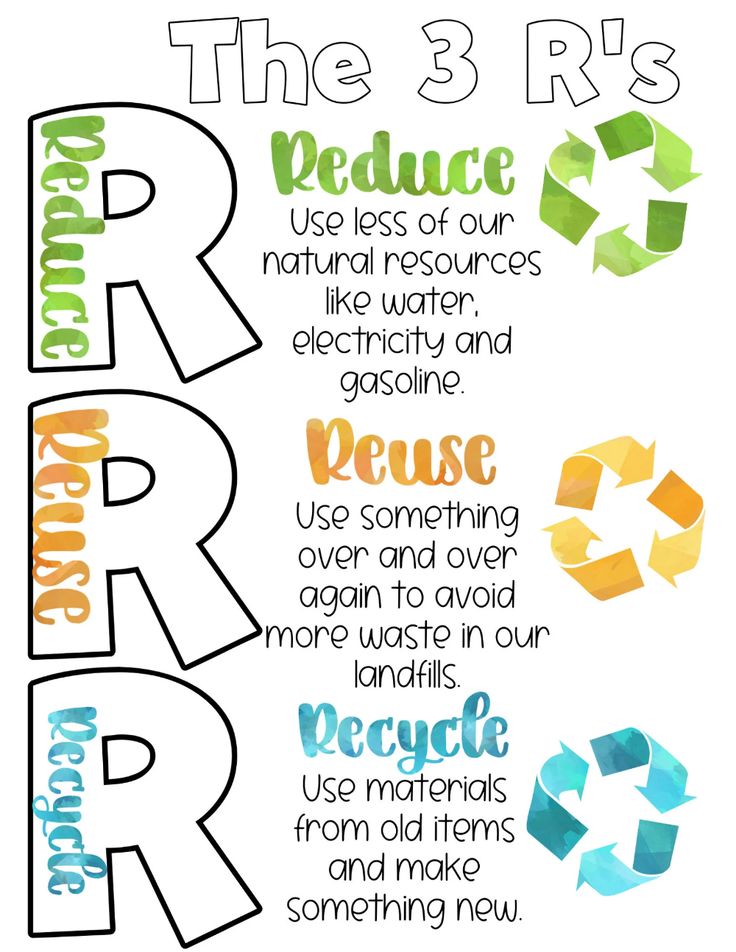 The 3 R's
R
Reduce
Reduce
Use less of our
natural resources
like water,
electricity and
gasoline.
R
Reuse
Reuse
Use something
over and over
again to avoid
more waste in our
landfills.
R
Recycle
Recycle
Use materials
from old items
and make
something new.